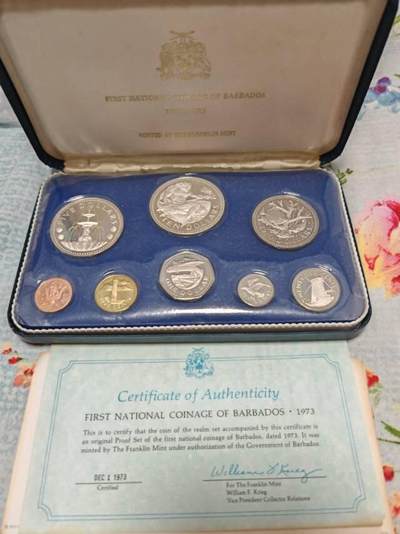 FIRST NATIONAL COINAGE OF BARBADOS
MINTED BY THE FRANKLIN MINT
FIVE DOLLARS
TEN DOLLARS
Certificate of Authenticity
FIRST NATIONAL COINAGE OF BARBADOS · 1973
This is to certify that the coin of the realm set accompanied by this certificate is
an original Proof Set of the first national coinage of Barbados, dated 1973. It was
minted by The Franklin Mint under authorization of the Government of Barbados.
DEC 1 1973
Certified
William F. Krieg
For The Franklin Mint
William F. Krieg
Vice President Collector Relations